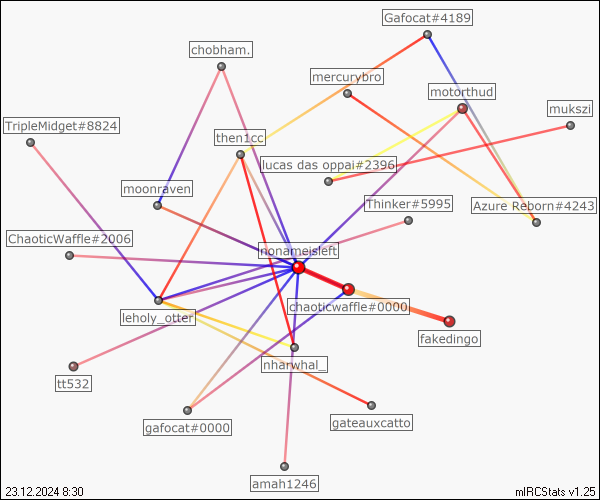 Gafocat#4189
chobham.
mercurybro
motorthud
mukszi
TripleMidget#8824
then1cc
lucas das oppai#2396
moonraven
Thinker#5995
Azure Reborn#4243
ChaoticWaffle#2006
nonameisleft
chaoticwaffle#0000
leholy_otter
fakedingo
nharwhal_
tt532
gafocat#0000
gateauxcatto
amah1246
23.12.2024 8:30
mIRCStats v1.25